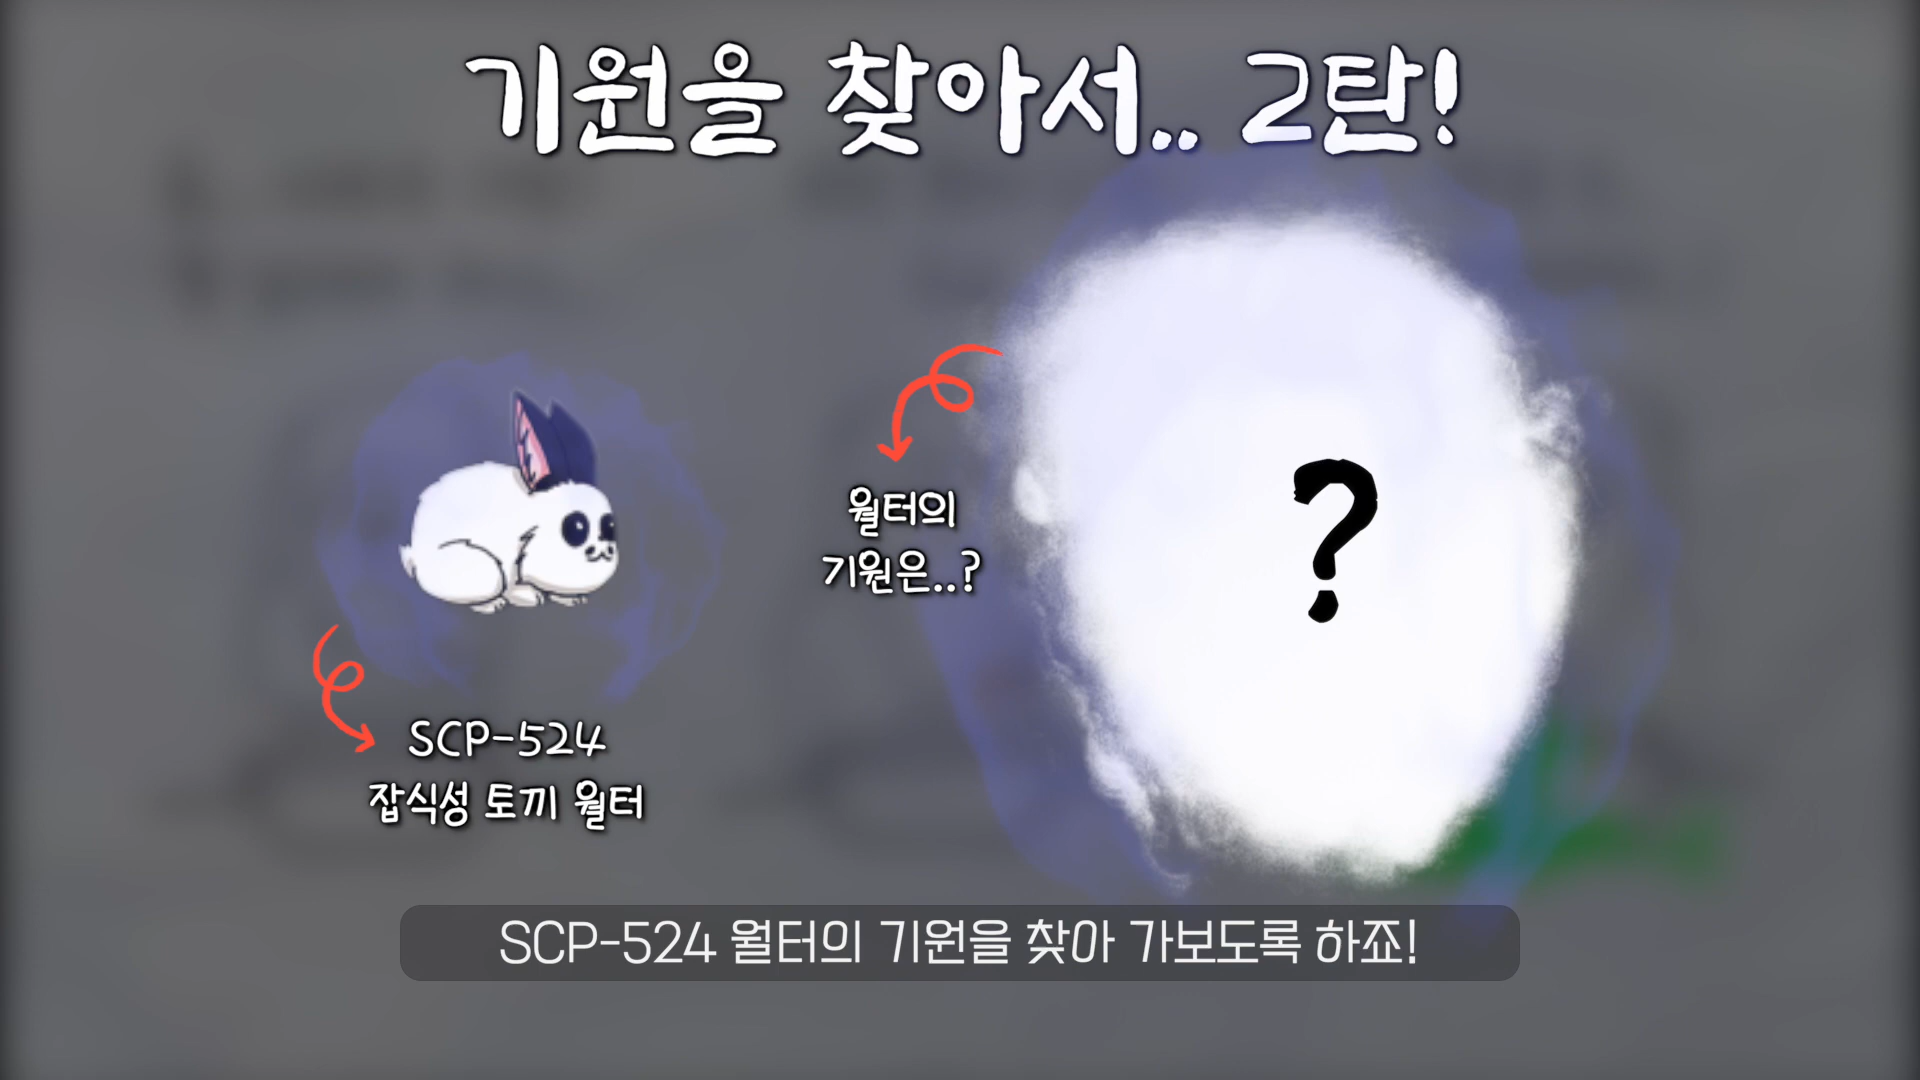 기원을 찾아서.. 2탄!
월터의
기원은..?
?
SCP-524
잡식성 토끼 월터
SCP-524 월터의 기원을 찾아 가보도록 하죠!